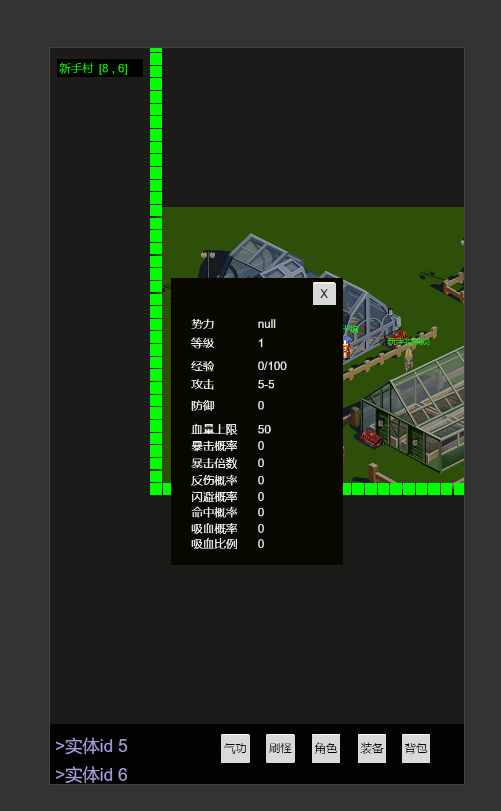 新手村 [8 , 6]
X
势力 null
等级 1
经验 0/100
攻击 5-5
防御 0
血量上限 50
暴击概率 0
暴击倍数 0
反伤概率 0
闪避概率 0
命中概率 0
吸血概率 0
吸血比例 0
>实体id 5
>实体id 6
气功 刷怪 角色 装备 背包